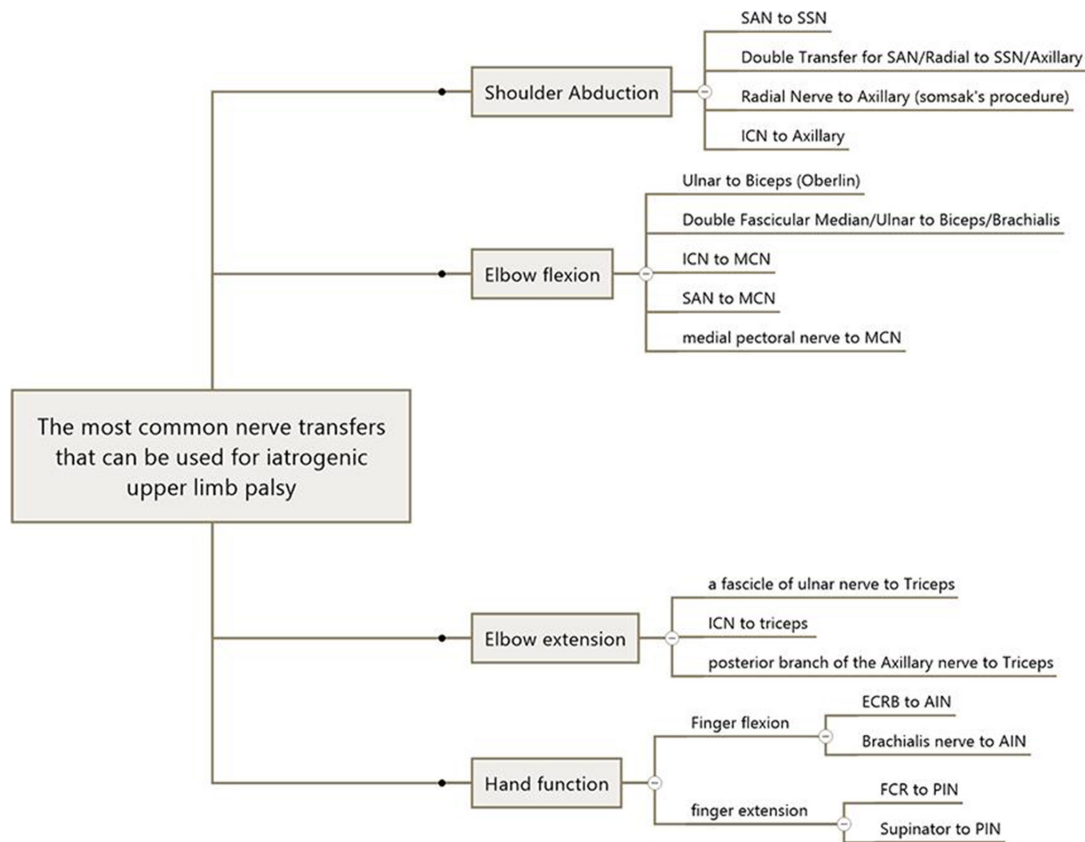 The most common nerve transfers
that can be used for iatrogenic
upper limb palsy
Shoulder Abduction
SAN to SSN
Double Transfer for SAN/Radial to SSN/Axillary
Radial Nerve to Axillary (somsak's procedure)
ICN to Axillary
Elbow flexion
Ulnar to Biceps (Oberlin)
Double Fascicular Median/Ulnar to Biceps/Brachialis
ICN to MCN
SAN to MCN
medial pectoral nerve to MCN
Elbow extension
a fascicle of ulnar nerve to Triceps
ICN to triceps
posterior branch of the Axillary nerve to Triceps
Hand function
Finger flexion
ECRB to AIN
Brachialis nerve to AIN
finger extension
FCR to PIN
Supinator to PIN